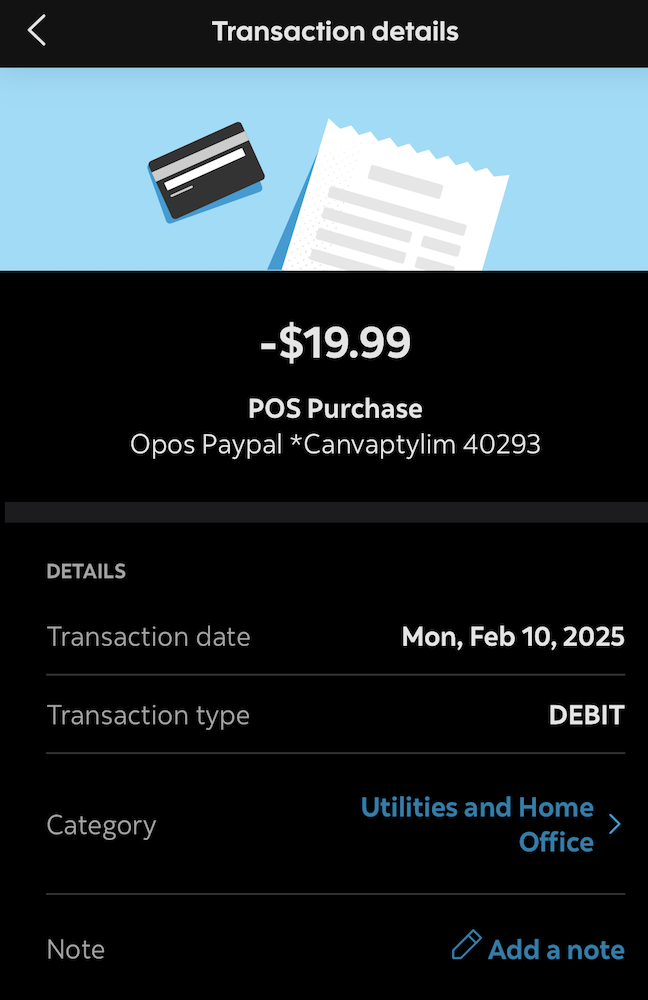 Transaction details
-$19.99
POS Purchase
Opos Paypal *Canvaptylim 40293
DETAILS
Transaction date Mon, Feb 10, 2025
Transaction type DEBIT
Category Utilities and Home
Office
Note Add a note